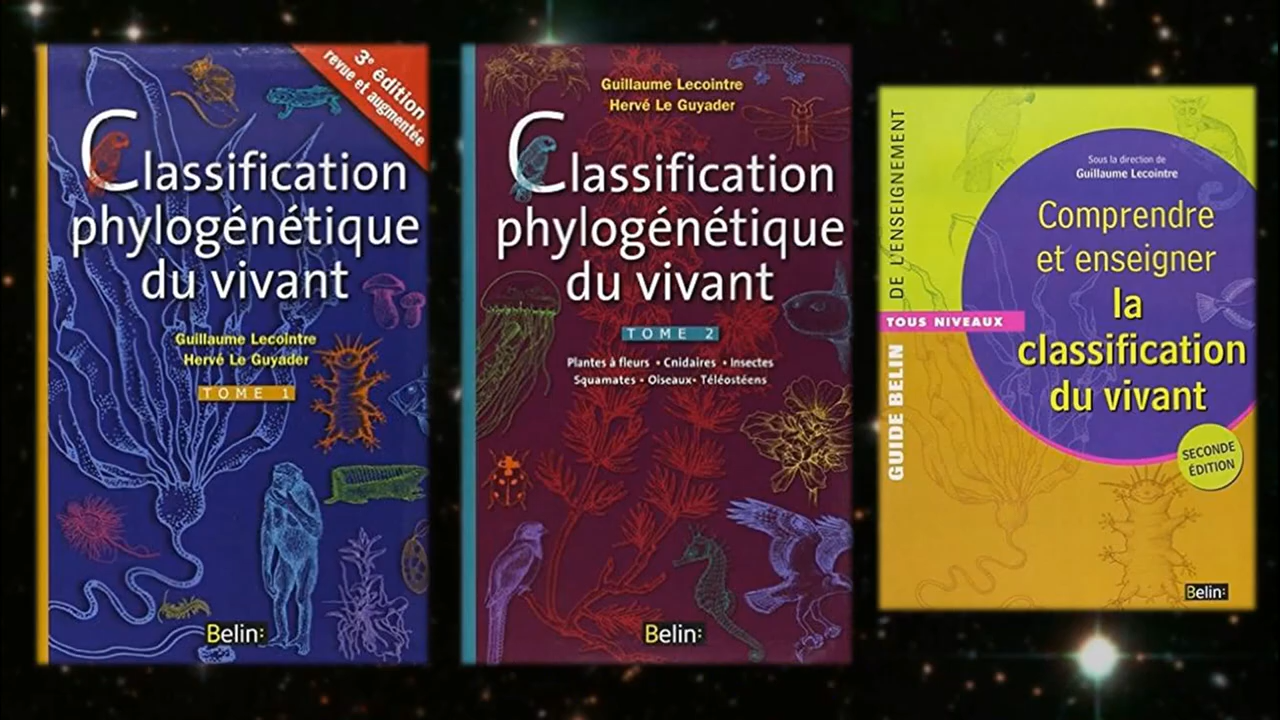 3e édition
revue et augmentée
Classification
phylogénétique
du vivant
Guillaume Lecointre
Hervé Le Guyader
TOME 1
Belin:
Guillaume Lecointre
Hervé Le Guyader
Classification
phylogénétique
du vivant
TOME 2
Plantes à fleurs • Cnidaires • Insectes
Squamates • Oiseaux • Téléostéens
Belin:
GUIDE BELIN DE L'ENSEIGNEMENT
TOUS NIVEAUX
Sous la direction de
Guillaume Lecointre
Comprendre
et enseigner
la
classification
du vivant
SECONDE
ÉDITION
Belin: